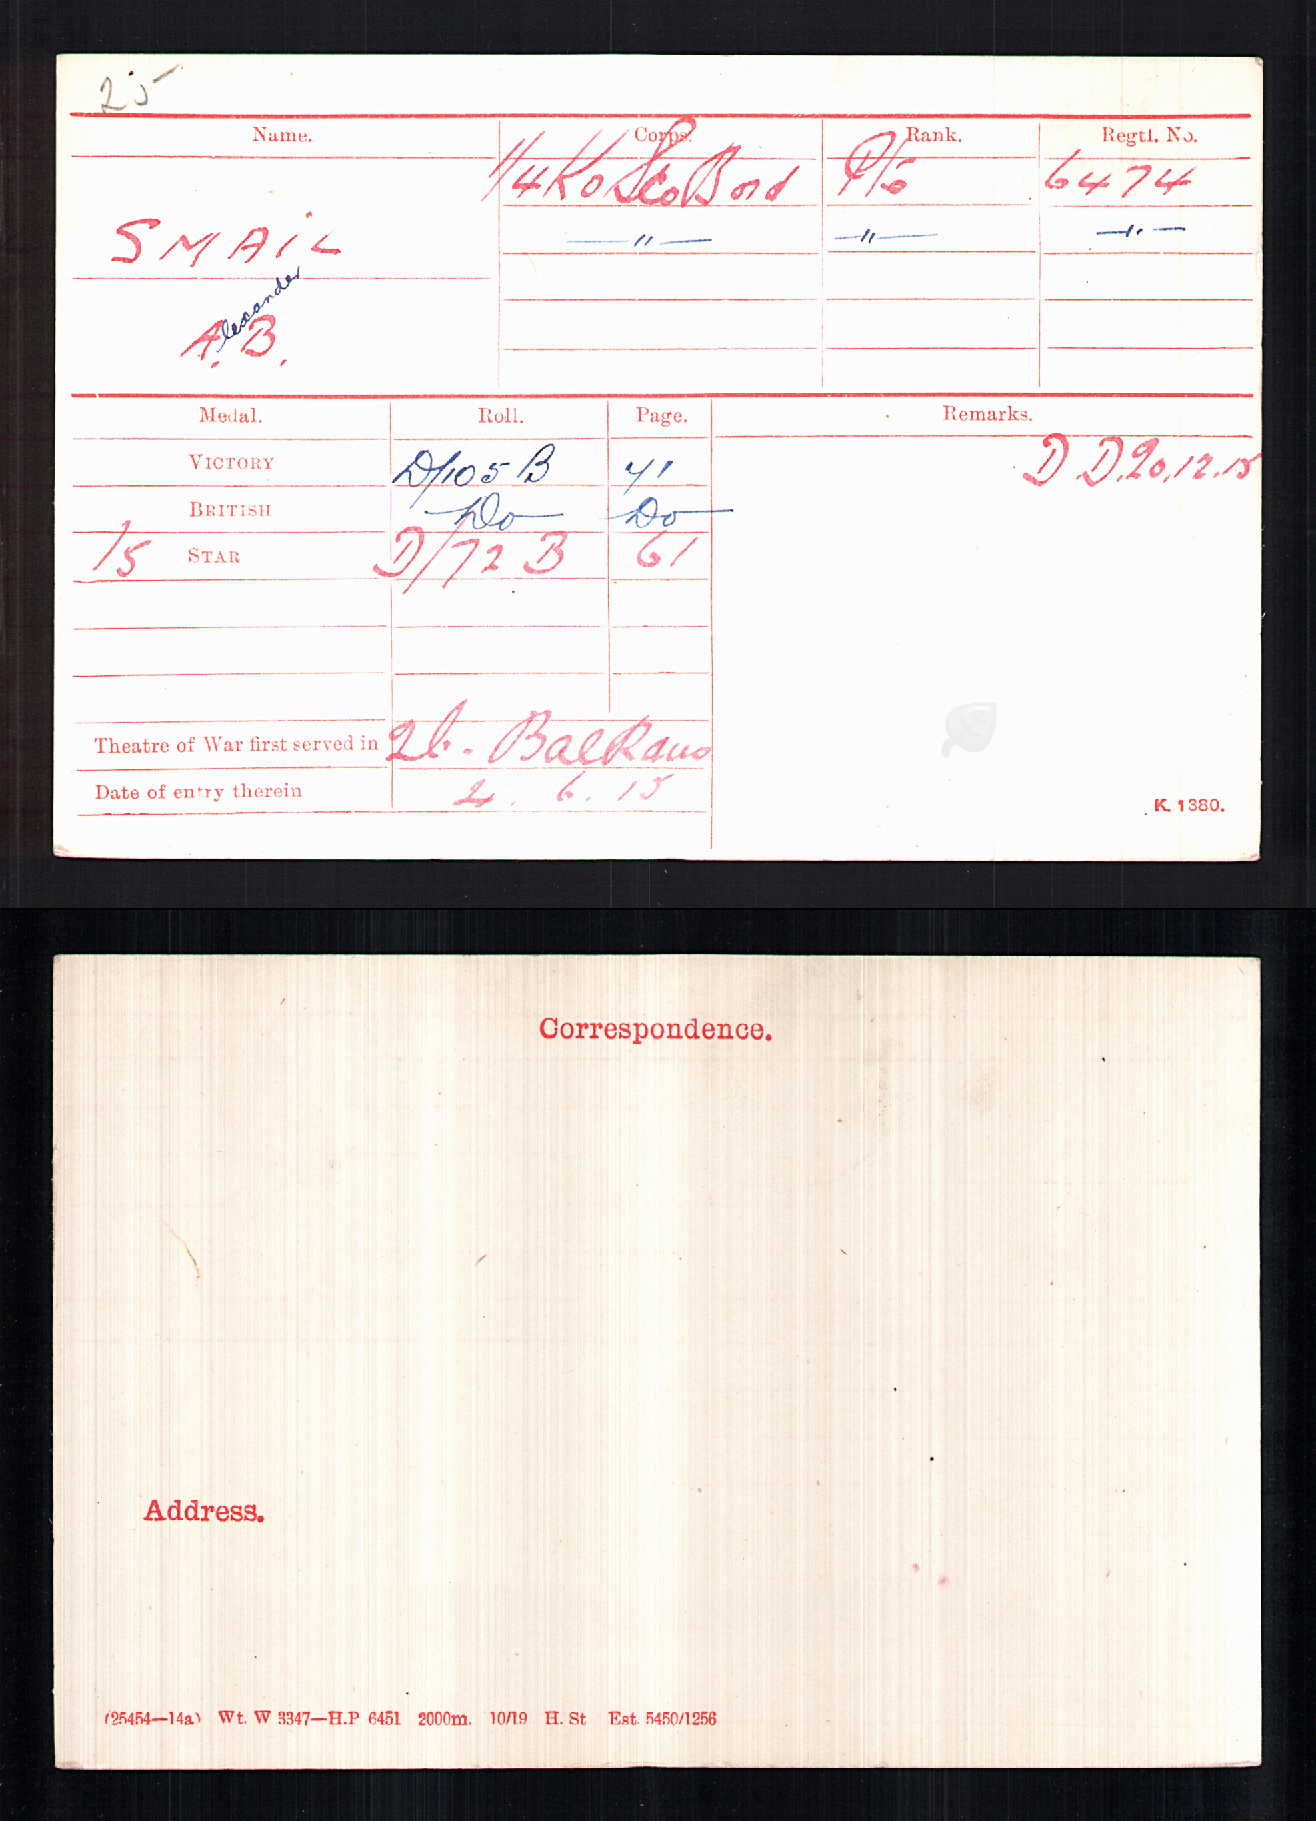 25
Name. Corps. Rank. Regtl. No.
1/4 K O Sco Bord Pte 6474
SMAIL —"— —"— —"—
Alexander
A. B.
Medal. Roll. Page. Remarks.
VICTORY D/105 B 41 D D. 20.12.15
BRITISH Do Do
15 STAR D/72 B 61
Theatre of War first served in 2b. Balkans
Date of entry therein 6. 15
K. 1380.
Correspondence.
Address.
(25454—14a) Wt. W 3347—H.P 6451 2000m. 10/19 H. St Est. 5450/1256